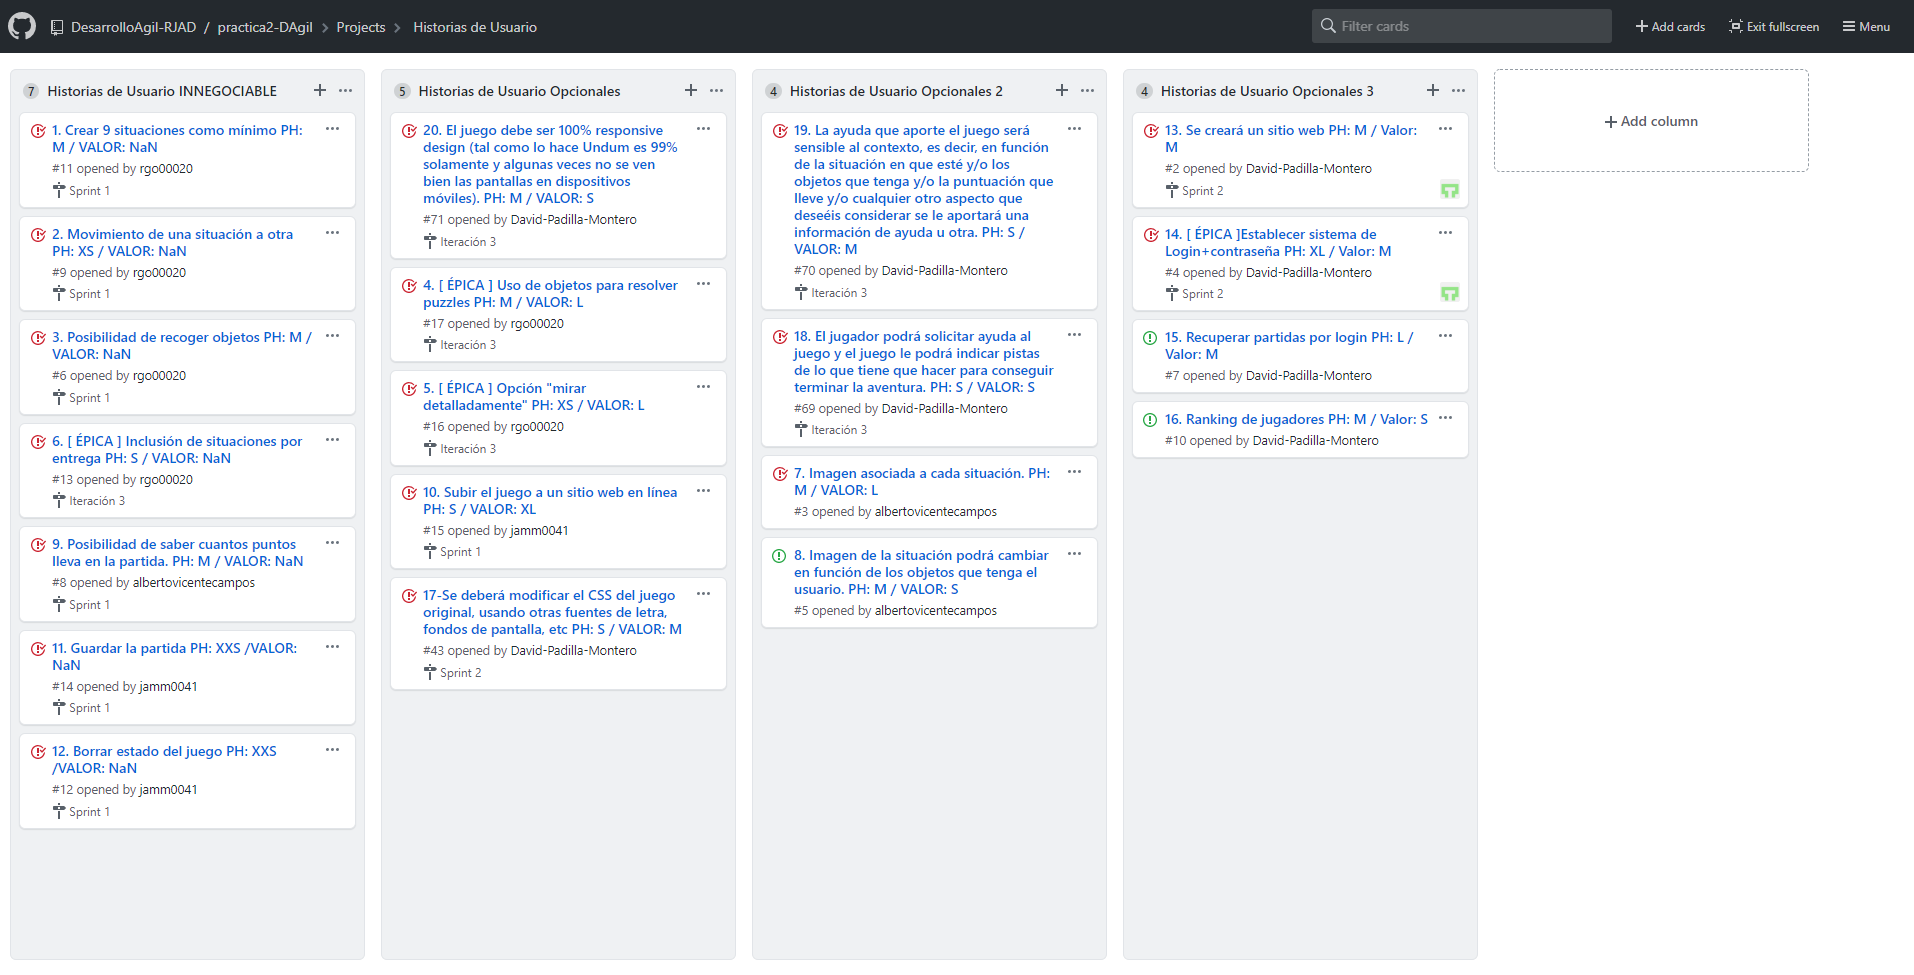 DesarrolloAgil-RJAD / practica2-DAgil > Projects > Historias de Usuario
Filter cards
Add cards
Exit fullscreen
Menu
7 Historias de Usuario INNEGOCIABLE
1. Crear 9 situaciones como mínimo PH:
M / VALOR: NaN
#11 opened by rgo00020
Sprint 1
2. Movimiento de una situación a otra
PH: XS / VALOR: NaN
#9 opened by rgo00020
Sprint 1
3. Posibilidad de recoger objetos PH: M /
VALOR: NaN
#6 opened by rgo00020
Sprint 1
6. [ ÉPICA ] Inclusión de situaciones por
entrega PH: S / VALOR: NaN
#13 opened by rgo00020
Iteración 3
9. Posibilidad de saber cuantos puntos
lleva en la partida. PH: M / VALOR: NaN
#8 opened by albertovicentecampos
Sprint 1
11. Guardar la partida PH: XXS /VALOR:
NaN
#14 opened by jamm0041
Sprint 1
12. Borrar estado del juego PH: XXS
/VALOR: NaN
#12 opened by jamm0041
Sprint 1
5 Historias de Usuario Opcionales
20. El juego debe ser 100% responsive
design (tal como lo hace Undum es 99%
solamente y algunas veces no se ven
bien las pantallas en dispositivos
móviles). PH: M / VALOR: S
#71 opened by David-Padilla-Montero
Iteración 3
4. [ ÉPICA ] Uso de objetos para resolver
puzzles PH: M / VALOR: L
#17 opened by rgo00020
Iteración 3
5. [ ÉPICA ] Opción "mirar
detalladamente" PH: XS / VALOR: L
#16 opened by rgo00020
Iteración 3
10. Subir el juego a un sitio web en línea
PH: S / VALOR: XL
#15 opened by jamm0041
Sprint 1
17-Se deberá modificar el CSS del juego
original, usando otras fuentes de letra,
fondos de pantalla, etc PH: S / VALOR: M
#43 opened by David-Padilla-Montero
Sprint 2
4 Historias de Usuario Opcionales 2
19. La ayuda que aporte el juego será
sensible al contexto, es decir, en función
de la situación en que esté y/o los
objetos que tenga y/o la puntuación que
lleve y/o cualquier otro aspecto que
deseéis considerar se le aportará una
información de ayuda u otra. PH: S /
VALOR: M
#70 opened by David-Padilla-Montero
Iteración 3
18. El jugador podrá solicitar ayuda al
juego y el juego le podrá indicar pistas
de lo que tiene que hacer para conseguir
terminar la aventura. PH: S / VALOR: S
#69 opened by David-Padilla-Montero
Iteración 3
7. Imagen asociada a cada situación. PH:
M / VALOR: L
#3 opened by albertovicentecampos
8. Imagen de la situación podrá cambiar
en función de los objetos que tenga el
usuario. PH: M / VALOR: S
#5 opened by albertovicentecampos
4 Historias de Usuario Opcionales 3
13. Se creará un sitio web PH: M / Valor:
M
#2 opened by David-Padilla-Montero
Sprint 2
14. [ ÉPICA ]Establecer sistema de
Login+contraseña PH: XL / Valor: M
#4 opened by David-Padilla-Montero
Sprint 2
15. Recuperar partidas por login PH: L /
Valor: M
#7 opened by David-Padilla-Montero
16. Ranking de jugadores PH: M / Valor: S
#10 opened by David-Padilla-Montero
Add column